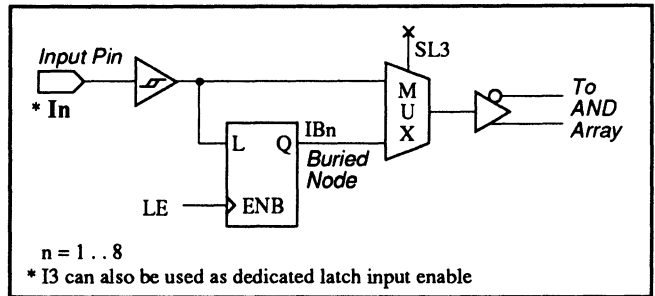 Input Pin
* In
SL3
M
U
X
To
AND
Array
L Q
IBn
Buried
Node
LE
ENB
n = 1 . . 8
* I3 can also be used as dedicated latch input enable